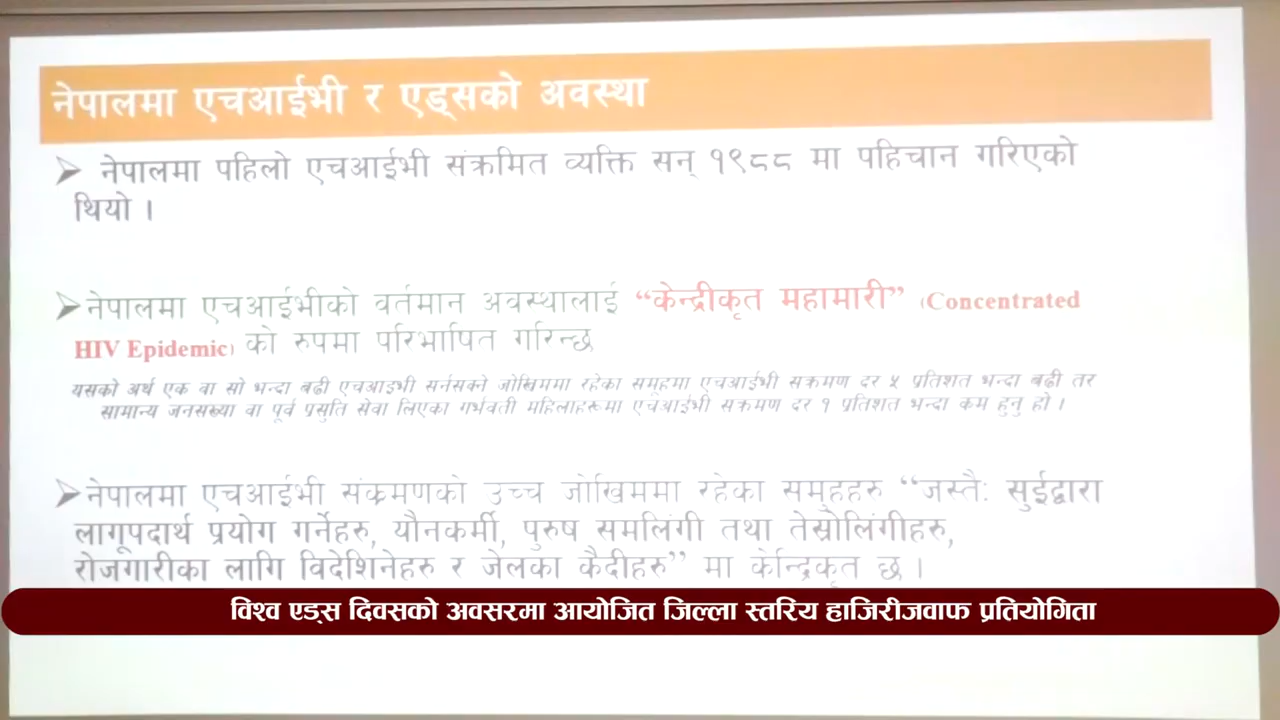 नेपालमा एचआईभी र एड्सको अवस्था
➢ नेपालमा पहिलो एचआईभी संक्रमित व्यक्ति सन् १९८८ मा पहिचान गरिएको
थियो ।
➢नेपालमा एचआईभीको वर्तमान अवस्थालाई “केन्द्रीकृत महामारी” (Concentrated
HIV Epidemic) को रुपमा परिभाषित गरिन्छ
यसको अर्थ एक वा सो भन्दा बढी एचआइभी सर्नसक्ने जोखिममा रहेका समूहमा एचआईभी संक्रमण दर ५ प्रतिशत भन्दा बढी तर
सामान्य जनसंख्या वा पूर्व प्रसुति सेवा लिएका गर्भवती महिलाहरूमा एचआईभी संक्रमण दर १ प्रतिशत भन्दा कम हुनु हो ।
➢नेपालमा एचआईभी संक्रमणको उच्च जोखिममा रहेका समुहहरु “जस्तैः सुईद्वारा
लागूपदार्थ प्रयोग गर्नेहरु, यौनकर्मी, पुरुष समलिंगी तथा तेस्रोलिंगीहरु,
रोजगारीका लागि विदेशिनेहरु र जेलका कैदीहरु” मा केन्द्रिकृत छ ।
विश्व एड्स दिवसको अवसरमा आयोजित जिल्ला स्तरिय हाजिरीजवाफ प्रतियोगिता